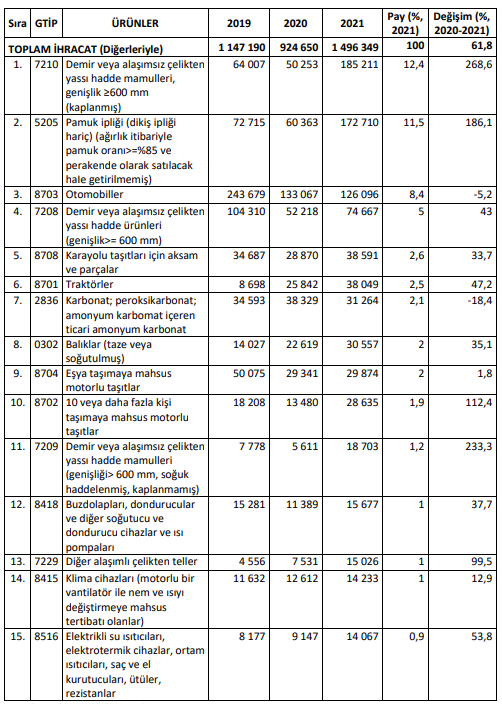 Sıra GTİP ÜRÜNLER 2019 2020 2021 Pay (%, Değişim (%,
2021) 2020-2021)
TOPLAM İHRACAT (Diğerleriyle) 1 147 190 924 650 1 496 349 100 61,8
1. 7210 Demir veya alaşımsız çelikten 64 007 50 253 185 211 12,4 268,6
yassı hadde mamulleri,
genişlik ≥600 mm
(kaplanmış)
2. 5205 Pamuk ipliği (dikiş ipliği 72 715 60 363 172 710 11,5 186,1
hariç) (ağırlık itibariyle
pamuk oranı>=%85 ve
perakende olarak satılacak
hale getirilmemiş)
3. 8703 Otomobiller 243 679 133 067 126 096 8,4 -5,2
4. 7208 Demir veya alaşımsız çelikten 104 310 52 218 74 667 5 43
yassı hadde ürünleri
(genişlik>= 600 mm)
5. 8708 Karayolu taşıtları için aksam 34 687 28 870 38 591 2,6 33,7
ve parçalar
6. 8701 Traktörler 8 698 25 842 38 049 2,5 47,2
7. 2836 Karbonat; peroksikarbonat; 34 593 38 329 31 264 2,1 -18,4
amonyum karbomat içeren
ticari amonyum karbonat
8. 0302 Balıklar (taze veya 14 027 22 619 30 557 2 35,1
soğutulmuş)
9. 8704 Eşya taşımaya mahsus 50 075 29 341 29 874 2 1,8
motorlu taşıtlar
10. 8702 10 veya daha fazla kişi 18 208 13 480 28 635 1,9 112,4
taşımaya mahsus motorlu
taşıtlar
11. 7209 Demir veya alaşımsız çelikten 7 778 5 611 18 703 1,2 233,3
yassı hadde mamulleri
(genişliği> 600 mm, soğuk
haddelenmiş, kaplanmamış)
12. 8418 Buzdolapları, dondurucular 15 281 11 389 15 677 1 37,7
ve diğer soğutucu ve
dondurucu cihazlar ve ısı
pompaları
13. 7229 Diğer alaşımlı çelikten teller 4 556 7 531 15 026 1 99,5
14. 8415 Klima cihazları (motorlu bir 11 632 12 612 14 233 1 12,9
vantilatör ile nem ve ısıyı
değiştirmeye mahsus
tertibatı olanlar)
15. 8516 Elektrikli su ısıtıcıları, 8 177 9 147 14 067 0,9 53,8
elektrotermik cihazlar, ortam
ısıtıcıları, saç ve el
kurutucuları, ütüler,
rezistanlar